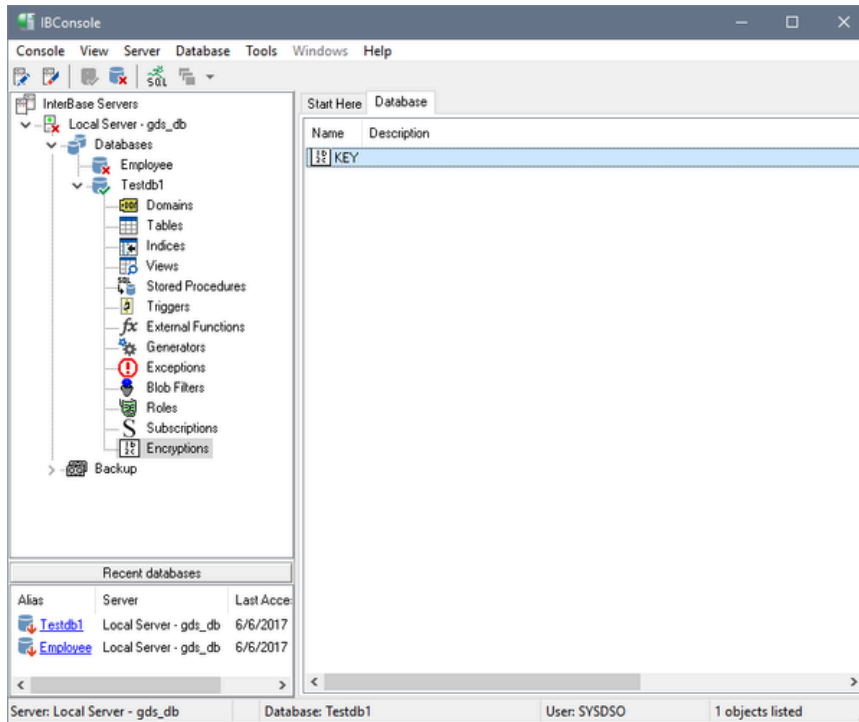 IBConsole
Console View Server Database Tools Windows Help
SQL
InterBase Servers
Local Server - gds_db
Databases
Employee
Testdb1
Domains
Tables
Indices
Views
Stored Procedures
Triggers
fx External Functions
Generators
Exceptions
Blob Filters
Roles
S Subscriptions
Encryptions
Backup
Start Here Database
Name Description
KEY
Recent databases
Alias Server Last Acce
Testdb1 Local Server - gds_db 6/6/2017
Employee Local Server - gds_db 6/6/2017
Server: Local Server - gds_db Database: Testdb1 User: SYSDSO 1 objects listed